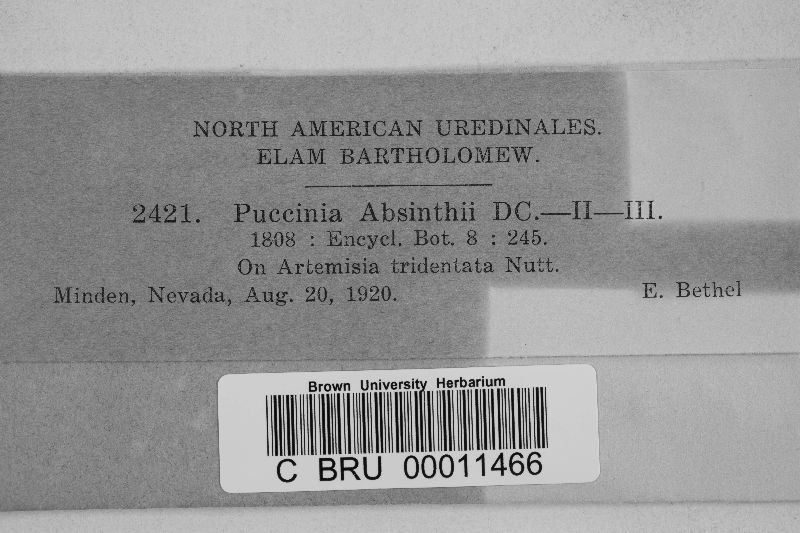 NORTH AMERICAN UREDINALES.
ELAM BARTHOLOMEW.
2421. Puccinia Absinthii DC.—II—III.
1808 : Encycl. Bot. 8 : 245.
On Artemisia tridentata Nutt.
Minden, Nevada, Aug. 20, 1920. E. Bethel
Brown University Herbarium
C BRU 00011466